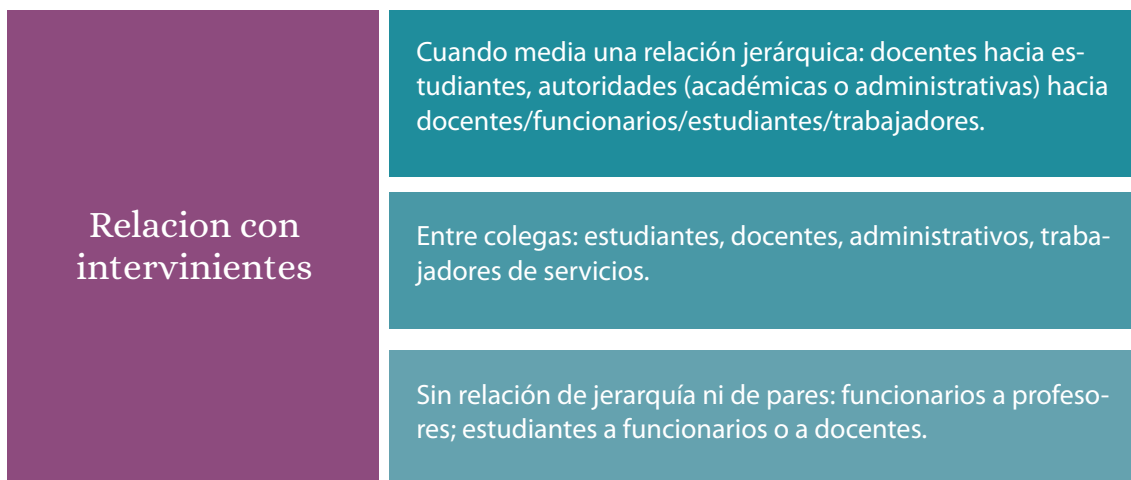 Relacion con
intervinientes
Cuando media una relación jerárquica: docentes hacia es-
tudiantes, autoridades (académicas o administrativas) hacia
docentes/funcionarios/estudiantes/trabajadores.
Entre colegas: estudiantes, docentes, administrativos, traba-
jadores de servicios.
Sin relación de jerarquía ni de pares: funcionarios a profeso-
res; estudiantes a funcionarios o a docentes.